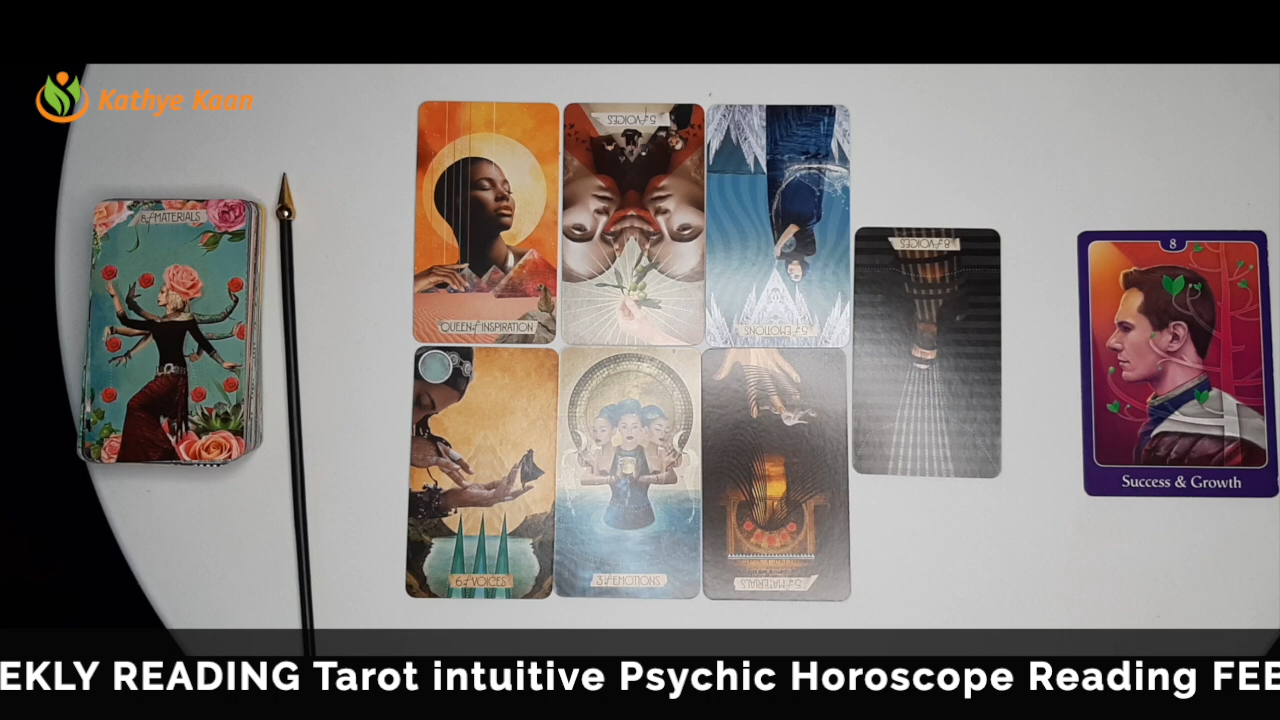 Kathye Kaan
8 of MATERIALS
QUEEN of INSPIRATION
5 of VOICES
5 of EMOTIONS
8 of VOICES
8
Success & Growth
6 of VOICES
3 of EMOTIONS
5 of MATERIALS
EKLY READING Tarot intuitive Psychic Horoscope Reading FEB